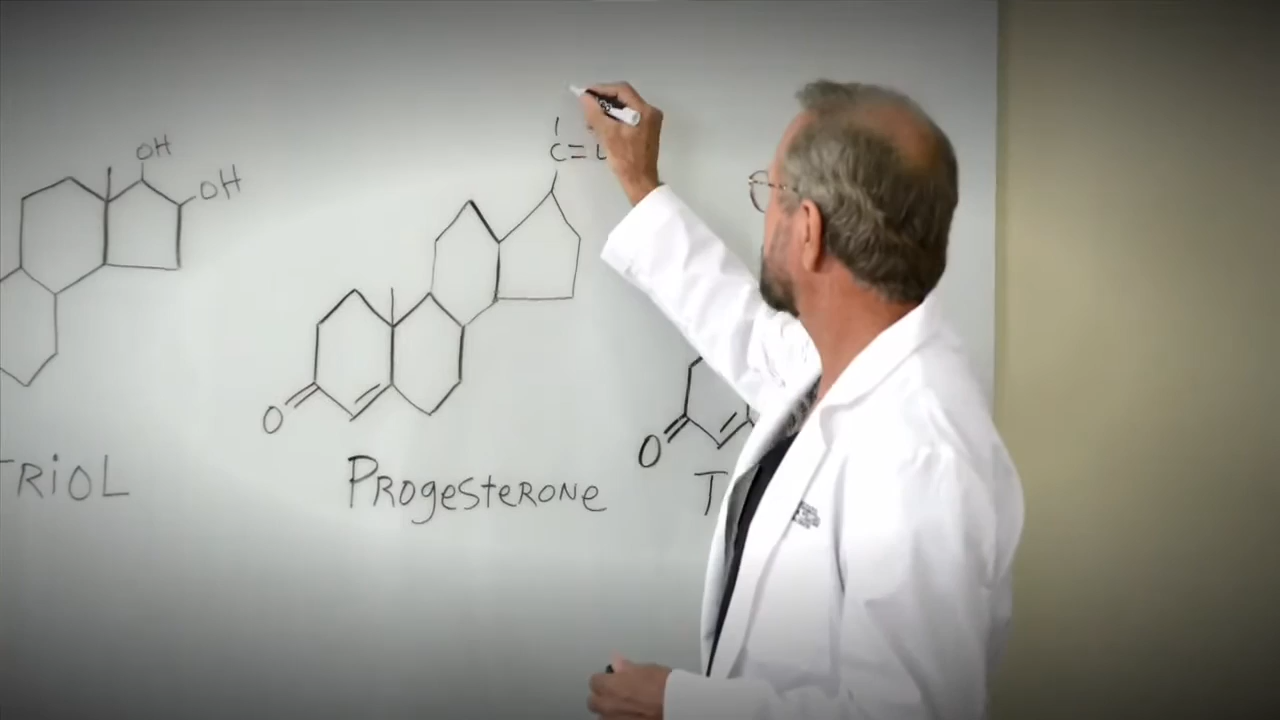 OH
OH
C=
O
O
TRIOL
PROgeSTERONE
T